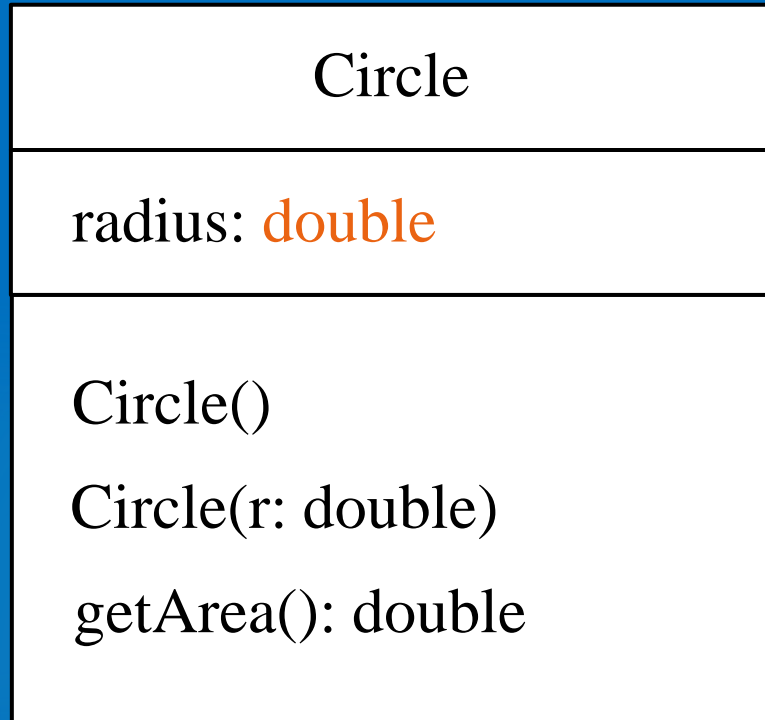 Circle
radius: double
Circle()
Circle(r: double)
getArea(): double